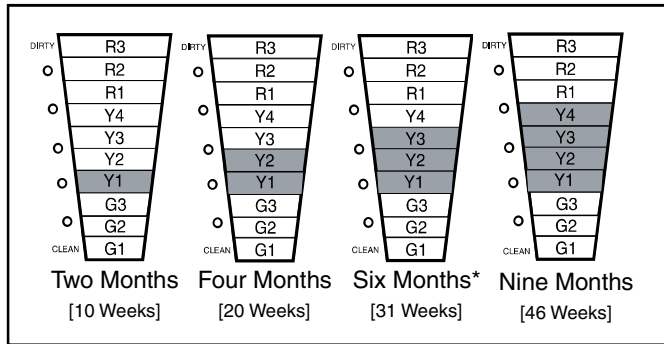 DIRTY R3 DIRTY R3 DIRTY R3 DIRTY R3
R2 R2 R2 R2
R1 R1 R1 R1
Y4 Y4 Y4 Y4
Y3 Y3 Y3 Y3
Y2 Y2 Y2 Y2
Y1 Y1 Y1 Y1
G3 G3 G3 G3
G2 G2 G2 G2
CLEAN G1 CLEAN G1 CLEAN G1 CLEAN G1
Two Months Four Months Six Months* Nine Months
[10 Weeks] [20 Weeks] [31 Weeks] [46 Weeks]